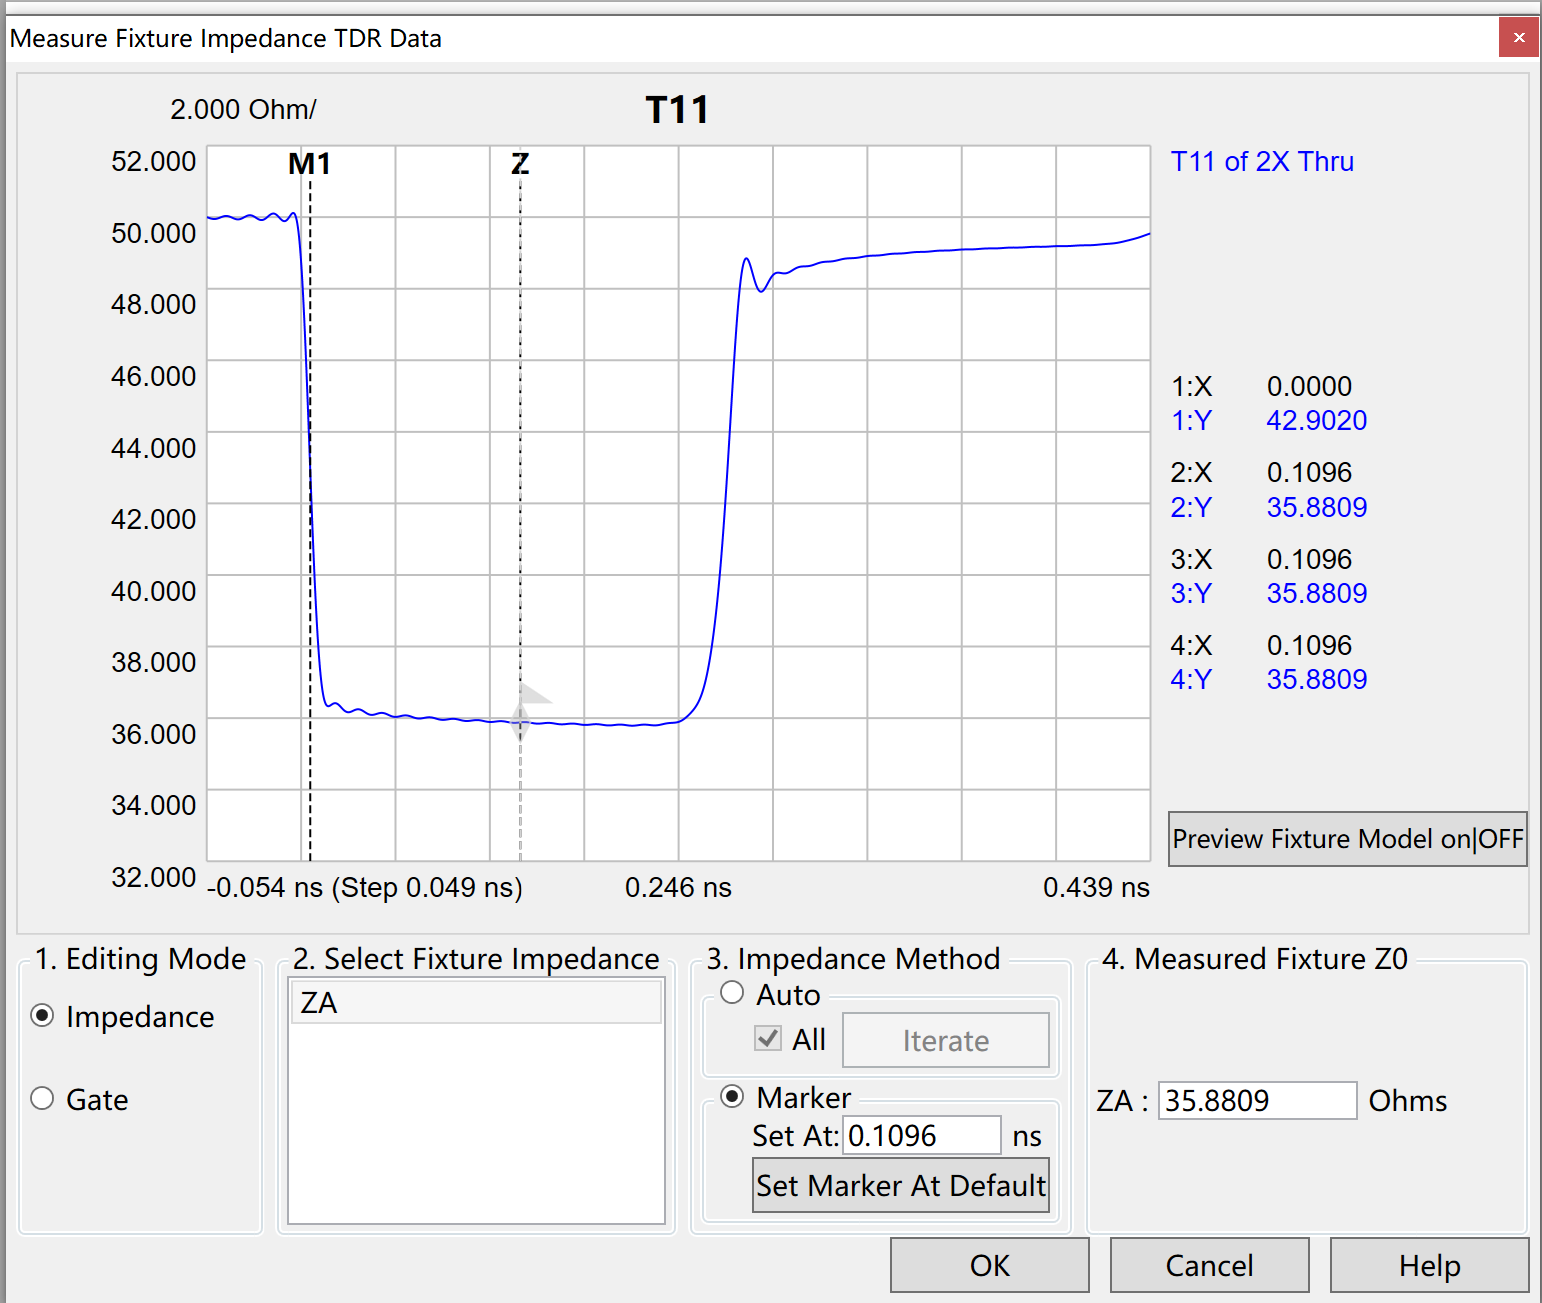 Measure Fixture Impedance TDR Data
2.000 Ohm/
T11
52.000
M1
Z
T11 of 2X Thru
50.000
48.000
46.000
44.000
42.000
40.000
38.000
36.000
34.000
32.000
1:X 0.0000
1:Y 42.9020
2:X 0.1096
2:Y 35.8809
3:X 0.1096
3:Y 35.8809
4:X 0.1096
4:Y 35.8809
Preview Fixture Model on|OFF
-0.054 ns (Step 0.049 ns) 0.246 ns 0.439 ns
1. Editing Mode
Impedance
Gate
2. Select Fixture Impedance
ZA
3. Impedance Method
Auto
All
Iterate
Marker
Set At: 0.1096 ns
Set Marker At Default
4. Measured Fixture Z0
ZA : 35.8809 Ohms
OK
Cancel
Help